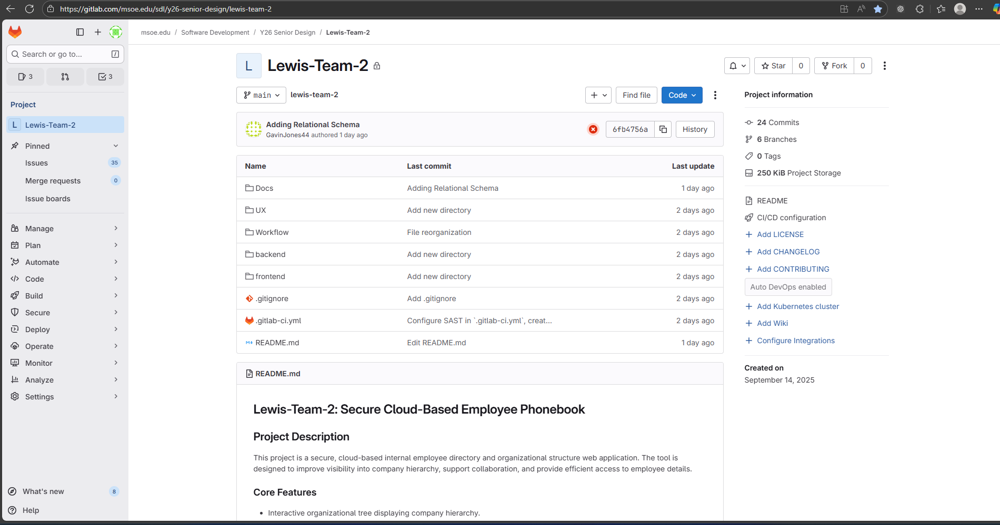 https://gitlab.com/msoe.edu/sdl/y26-senior-design/lewis-team-2
msoe.edu / Software Development / Y26 Senior Design / Lewis-Team-2
Search or go to... /
3
3
Project
L Lewis-Team-2
Pinned
Issues 35
Merge requests 0
Issue boards
Manage
Plan
Automate
Code
Build
Secure
Deploy
Operate
Monitor
Analyze
Settings
What's new 8
Help
L Lewis-Team-2
Star 0
Fork 0
main
lewis-team-2
Find file
Code
Adding Relational Schema
GavinJones44 authored 1 day ago
6fb4756a
History
Name Last commit Last update
Docs Adding Relational Schema 1 day ago
UX Add new directory 2 days ago
Workflow File reorganization 2 days ago
backend Add new directory 2 days ago
frontend Add new directory 2 days ago
.gitignore Add .gitignore 2 days ago
.gitlab-ci.yml Configure SAST in `.gitlab-ci.yml`, creat... 2 days ago
README.md Edit README.md 1 day ago
README.md
Lewis-Team-2: Secure Cloud-Based Employee Phonebook
Project Description
This project is a secure, cloud-based internal employee directory and organizational structure web application. The tool is
designed to improve visibility into company hierarchy, support collaboration, and provide efficient access to employee details.
Core Features
• Interactive organizational tree displaying company hierarchy.
Project information
24 Commits
6 Branches
0 Tags
250 KiB Project Storage
README
CI/CD configuration
Add LICENSE
Add CHANGELOG
Add CONTRIBUTING
Auto DevOps enabled
Add Kubernetes cluster
Add Wiki
Configure Integrations
Created on
September 14, 2025